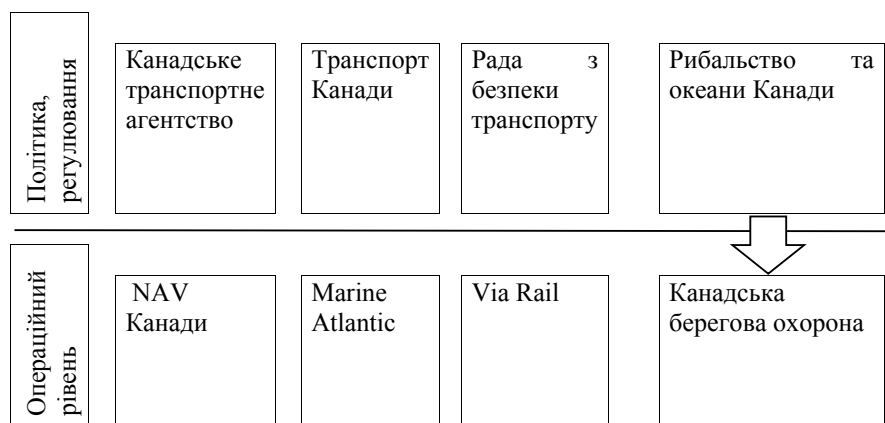 Політика,
регулювання
Канадське
транспортне
агентство
Транспорт
Канади
Рада з
безпеки
транспорту
Рибальство та
океани Канади
Операційний
рівень
NAV
Канади
Marine
Atlantic
Via Rail
Канадська
берегова охорона